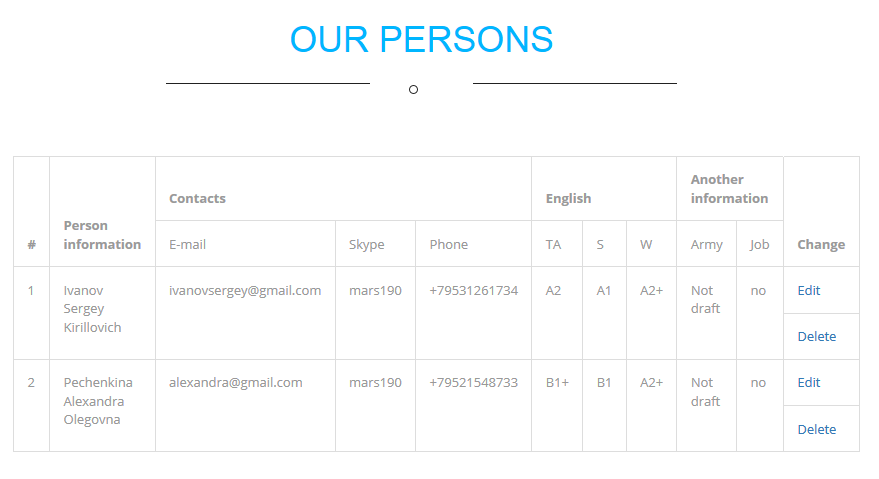 OUR PERSONS
# Person information Contacts English Another information Change
E-mail Skype Phone TA S W Army Job
1 Ivanov Sergey Kirillovich ivanovsergey@gmail.com mars190 +79531261734 A2 A1 A2+ Not draft no Edit
Delete
2 Pechenkina Alexandra Olegovna alexandra@gmail.com mars190 +79521548733 B1+ B1 A2+ Not draft no Edit
Delete